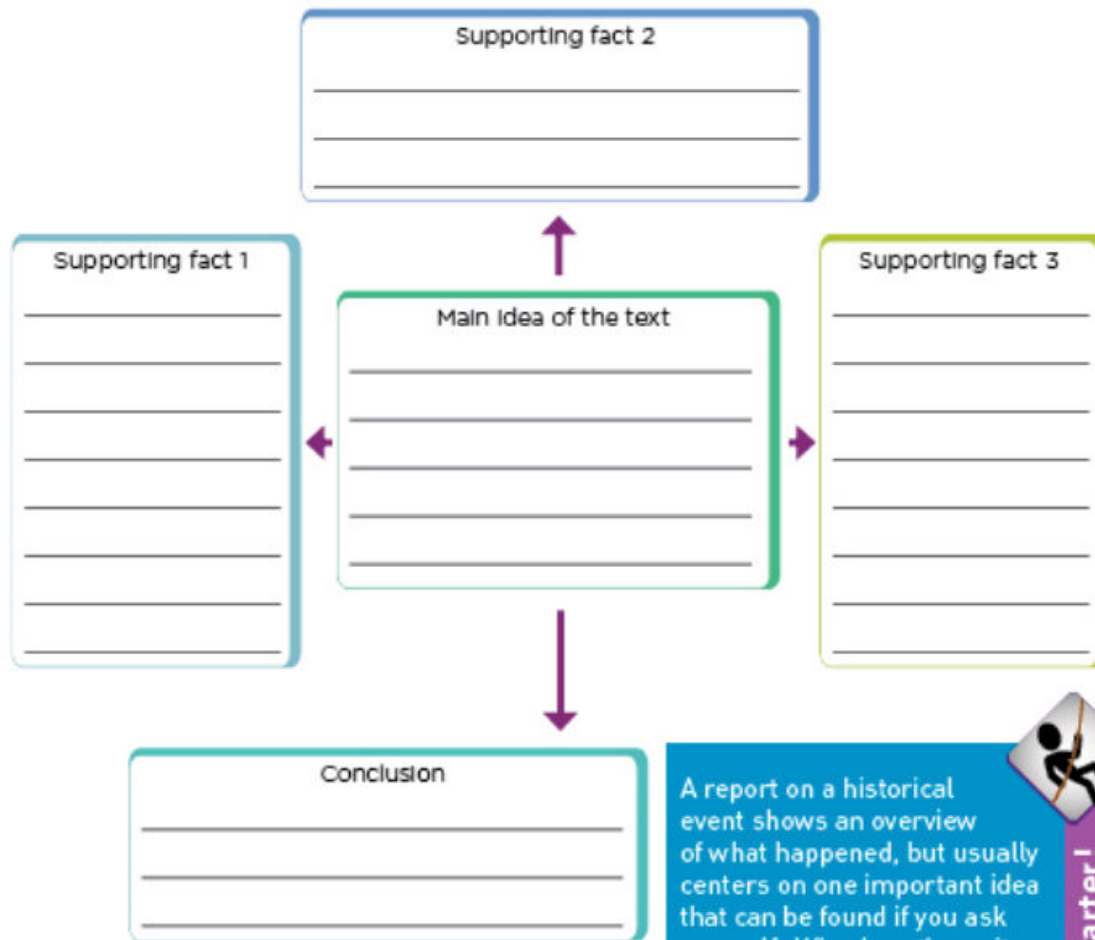 Supporting fact 2
Supporting fact 1
Main idea of the text
Supporting fact 3
Conclusion
A report on a historical
event shows an overview
of what happened, but usually
centers on one important idea
that can be found if you ask